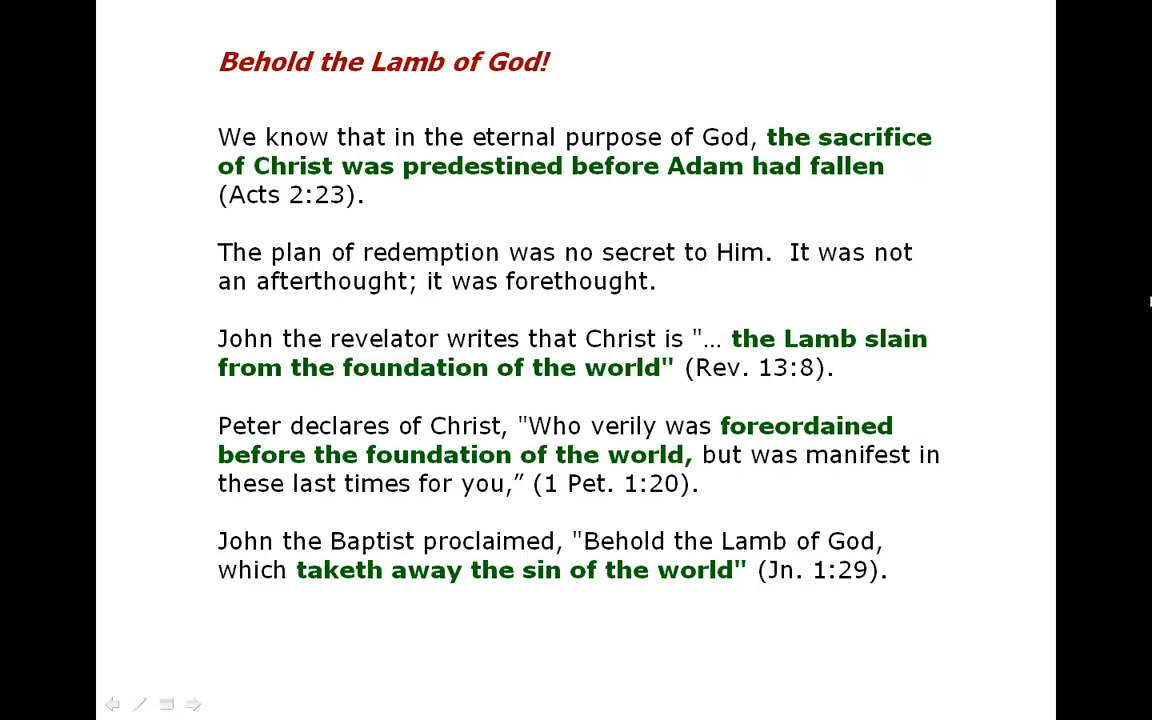 Behold the Lamb of God!
We know that in the eternal purpose of God, the sacrifice
of Christ was predestined before Adam had fallen
(Acts 2:23).
The plan of redemption was no secret to Him.  It was not
an afterthought; it was forethought.
John the revelator writes that Christ is "... the Lamb slain
from the foundation of the world" (Rev. 13:8).
Peter declares of Christ, "Who verily was foreordained
before the foundation of the world, but was manifest in
these last times for you,” (1 Pet. 1:20).
John the Baptist proclaimed, "Behold the Lamb of God,
which taketh away the sin of the world" (Jn. 1:29).